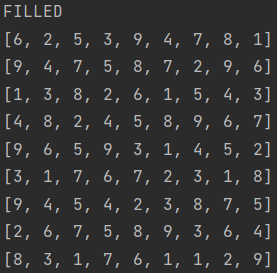 FILLED
[6, 2, 5, 3, 9, 4, 7, 8, 1]
[9, 4, 7, 5, 8, 7, 2, 9, 6]
[1, 3, 8, 2, 6, 1, 5, 4, 3]
[4, 8, 2, 4, 5, 8, 9, 6, 7]
[9, 6, 5, 9, 3, 1, 4, 5, 2]
[3, 1, 7, 6, 7, 2, 3, 1, 8]
[9, 4, 5, 4, 2, 3, 8, 7, 5]
[2, 6, 7, 5, 8, 9, 3, 6, 4]
[8, 3, 1, 7, 6, 1, 1, 2, 9]